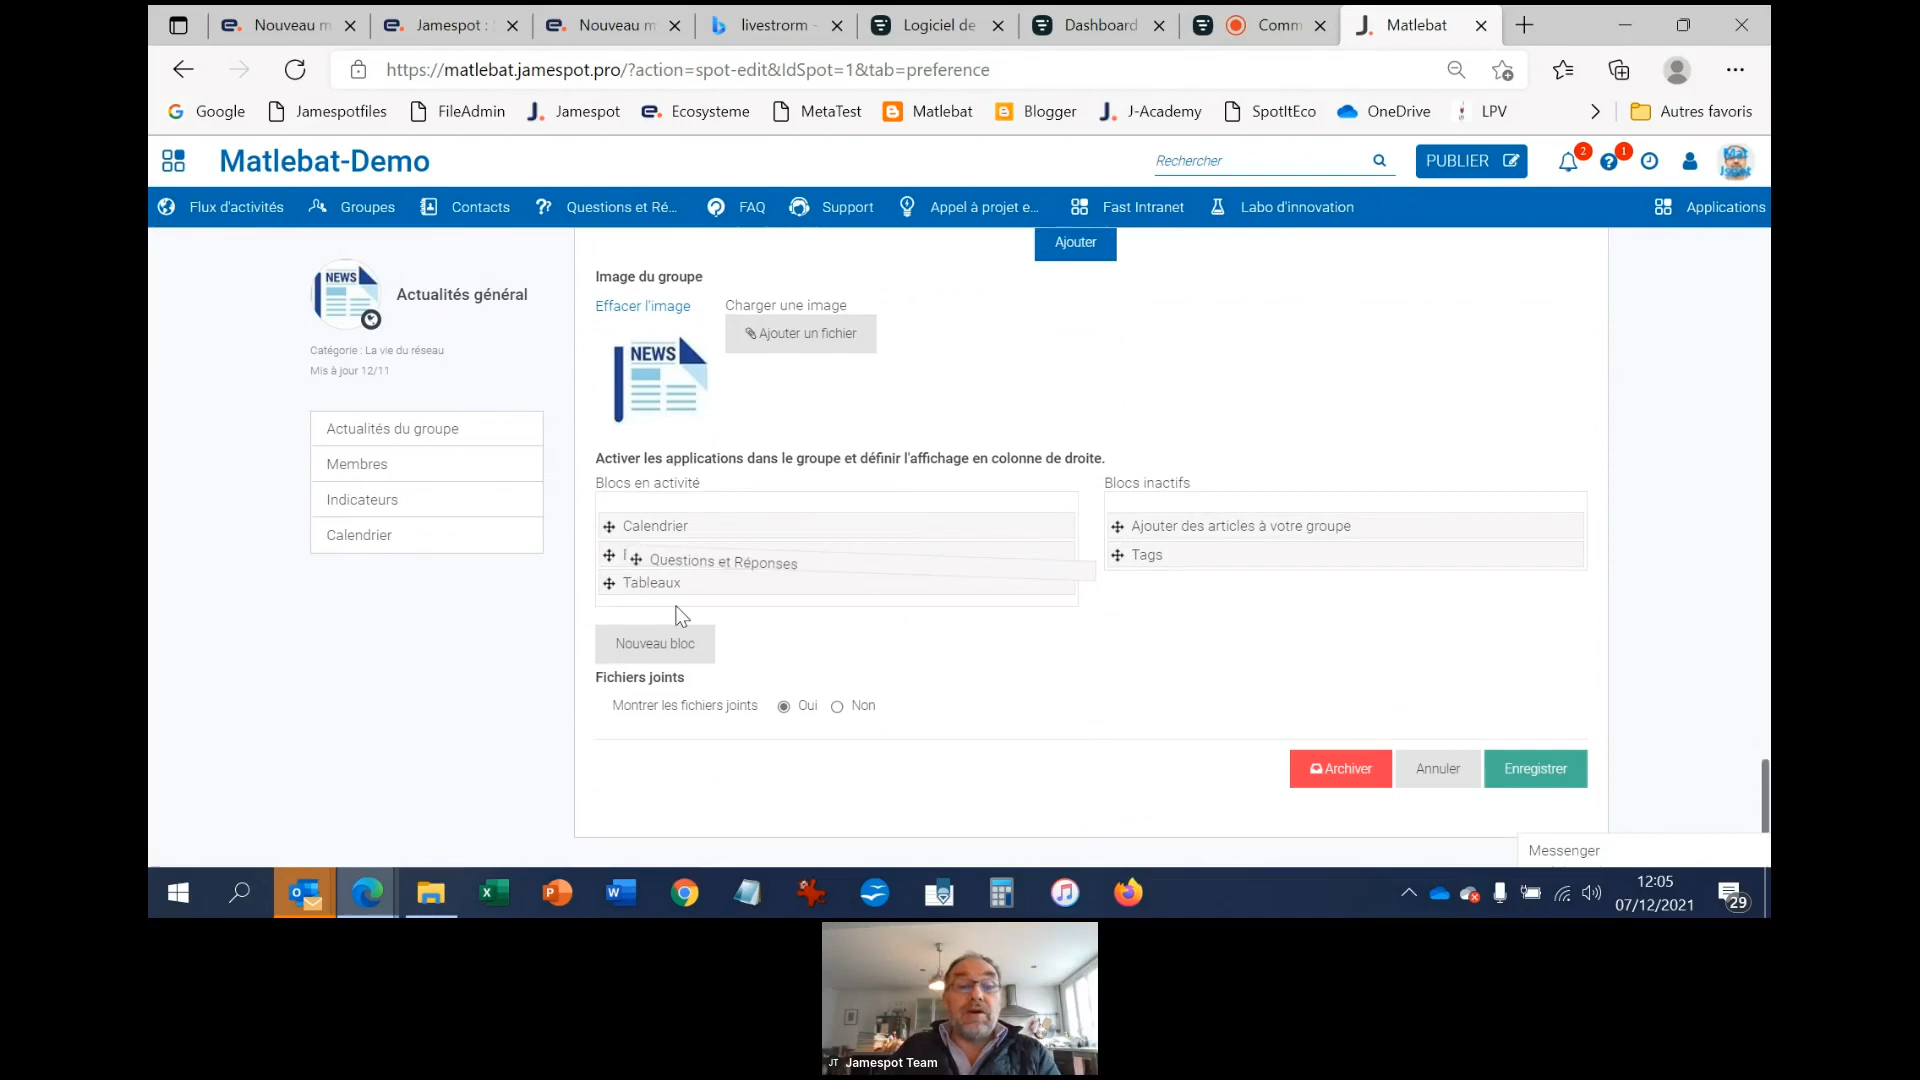 Nouveau m
Jamespot :
Nouveau m
livestrorm -
Logiciel de
Dashboard
Comm
Matlebat
https://matlebat.jamespot.pro/?action=spot-edit&IdSpot=1&tab=preference
Google
Jamespotfiles
FileAdmin
Jamespot
Ecosysteme
MetaTest
Matlebat
Blogger
J-Academy
SpotItEco
OneDrive
LPV
Autres favoris
Matlebat-Demo
Rechercher
PUBLIER
2
1
Flux d'activités
Groupes
Contacts
Questions et Ré...
FAQ
Support
Appel à projet e...
Fast Intranet
Labo d'innovation
Applications
Ajouter
NEWS
Actualités général
Catégorie : La vie du réseau
Mis à jour 12/11
Actualités du groupe
Membres
Indicateurs
Calendrier
Image du groupe
Effacer l'image
Charger une image
Ajouter un fichier
NEWS
Activer les applications dans le groupe et définir l'affichage en colonne de droite.
Blocs en activité
Blocs inactifs
Calendrier
Questions et Réponses
Tableaux
Ajouter des articles à votre groupe
Tags
Nouveau bloc
Fichiers joints
Montrer les fichiers joints
Oui
Non
Archiver
Annuler
Enregistrer
Messenger
12:05
07/12/2021
29
JT Jamespot Team